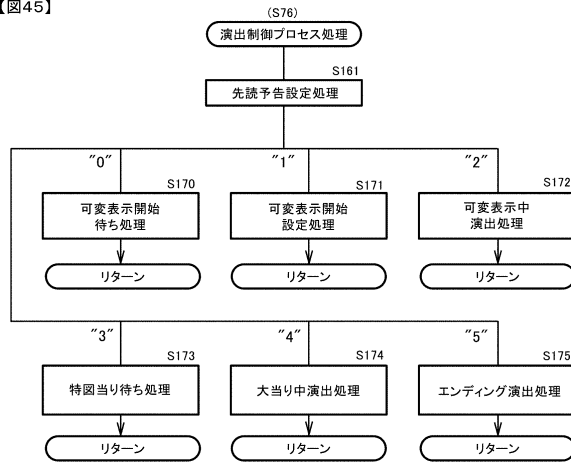 【図45】
(S76)
演出制御プロセス処理
S161
先読予告設定処理
"0"
"1"
"2"
S170
可変表示開始
待ち処理
S171
可変表示開始
設定処理
S172
可変表示中
演出処理
リターン
リターン
リターン
"3"
"4"
"5"
S173
特図当り待ち処理
S174
大当り中演出処理
S175
エンディング演出処理
リターン
リターン
リターン